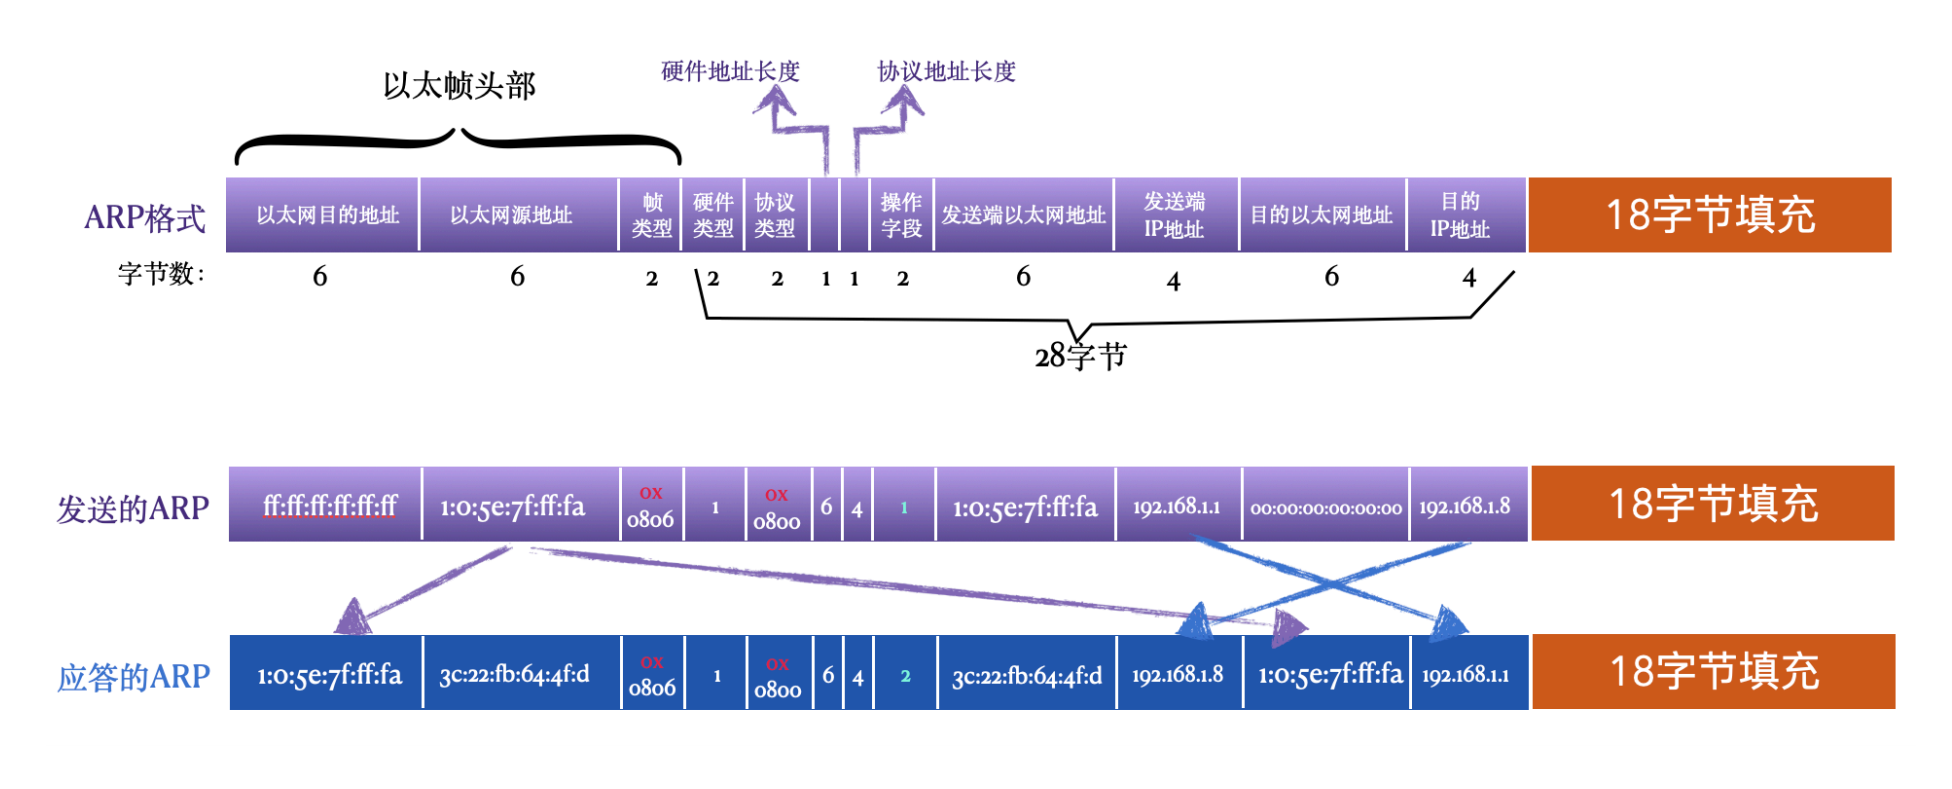 硬件地址长度 协议地址长度
以太帧头部
ARP格式 以太网目的地址 以太网源地址 帧类型 硬件类型 协议类型 操作字段 发送端以太网地址 发送端IP地址 目的以太网地址 目的IP地址 18字节填充
字节数: 6 6 2 2 2 1 1 2 6 4 6 4
28字节
发送的ARP ff:ff:ff:ff:ff:ff 1:0:5e:7f:ff:fa 0x0806 1 0x0800 6 4 1 1:0:5e:7f:ff:fa 192.168.1.1 00:00:00:00:00:00 192.168.1.8 18字节填充
应答的ARP 1:0:5e:7f:ff:fa 3c:22:fb:64:4f:d 0x0806 1 0x0800 6 4 2 3c:22:fb:64:4f:d 192.168.1.8 1:0:5e:7f:ff:fa 192.168.1.1 18字节填充